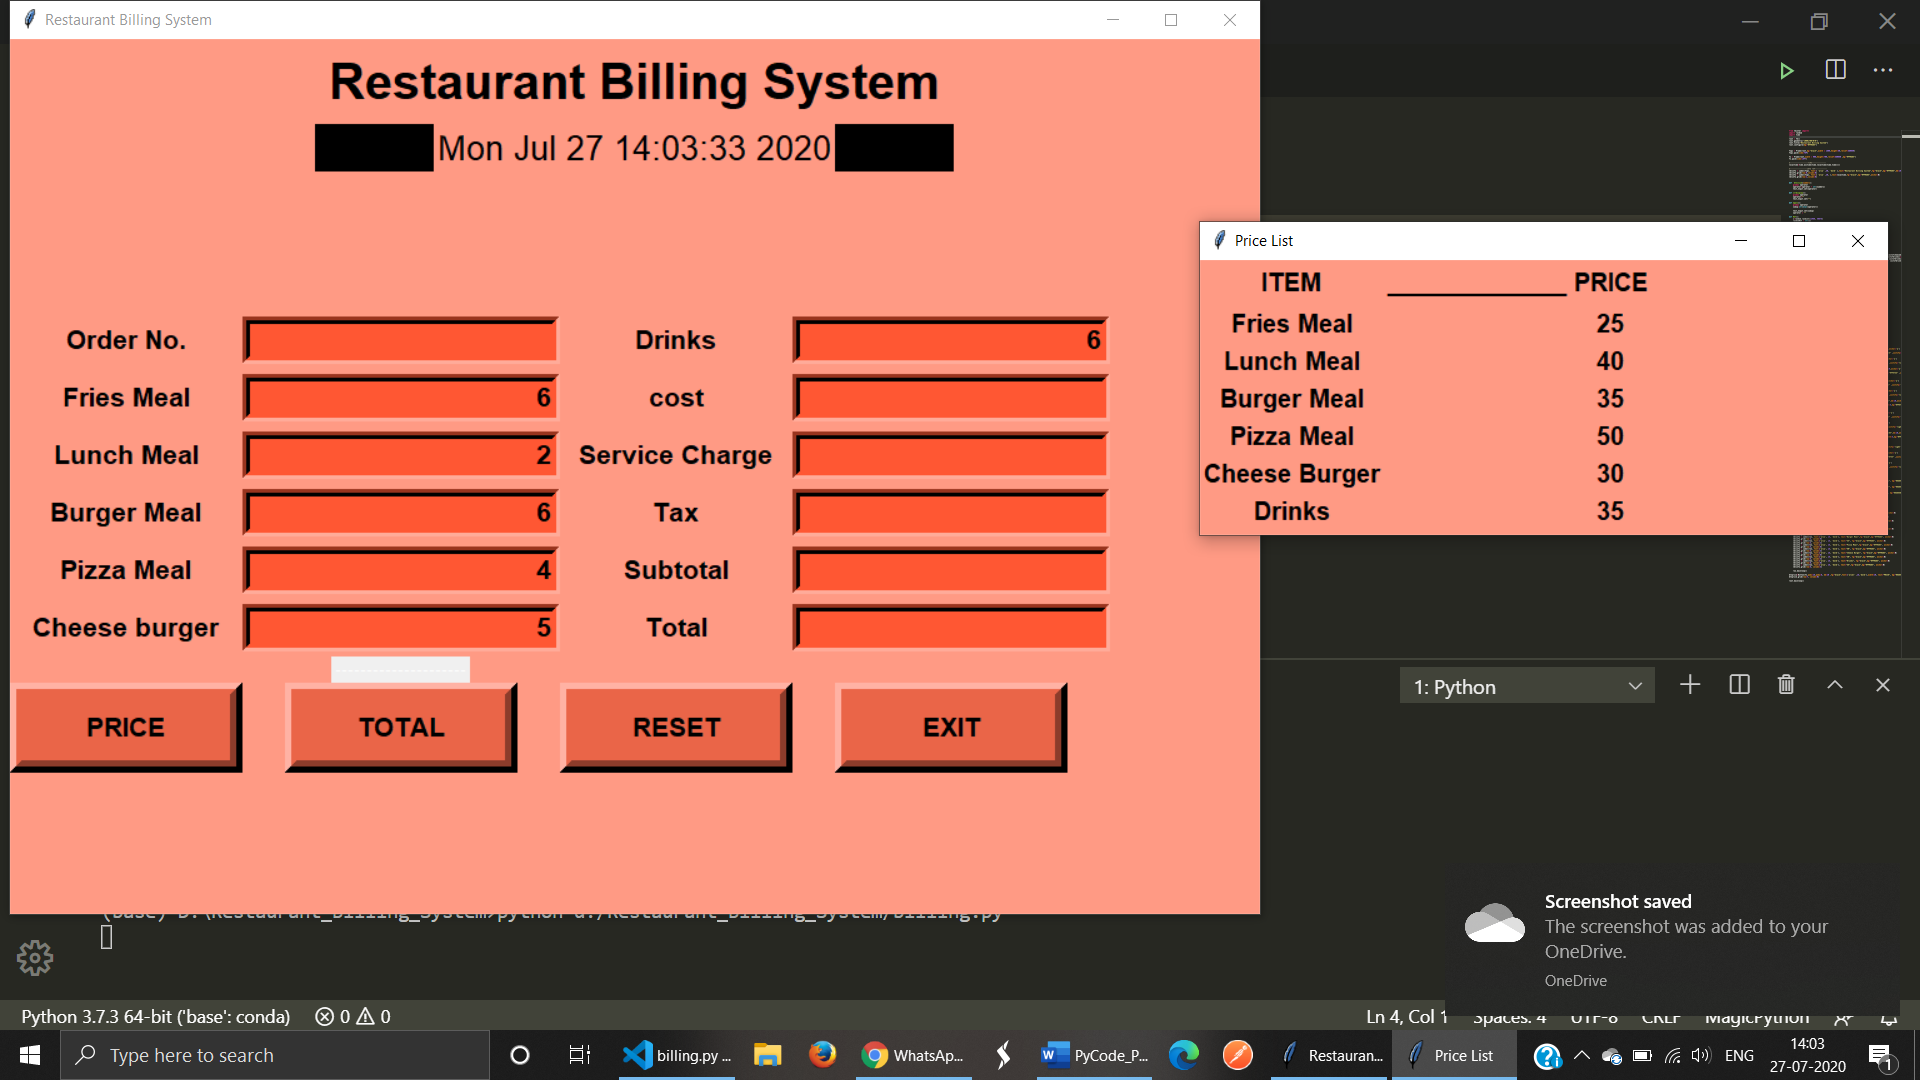 Restaurant Billing System
Restaurant Billing System
Mon Jul 27 14:03:33 2020
Price List
ITEM ____________ PRICE
Fries Meal 25
Lunch Meal 40
Burger Meal 35
Pizza Meal 50
Cheese Burger 30
Drinks 35
Order No. Drinks 6
Fries Meal 6 cost
Lunch Meal 2 Service Charge
Burger Meal 6 Tax
Pizza Meal 4 Subtotal
Cheese burger 5 Total
PRICE TOTAL RESET EXIT
1: Python
(base) D:\Restaurant_Billing_System>python d:/Restaurant_Billing_System/billing.py
Screenshot saved
The screenshot was added to your
OneDrive.
OneDrive
Python 3.7.3 64-bit ('base': conda) 0 0 Ln 4, Col 1 Spaces: 4 UTF-8 CRLF MagicPython
Type here to search billing.py ... WhatsAp... PyCode_P... Restauran... Price List ENG 14:03
27-07-2020
1